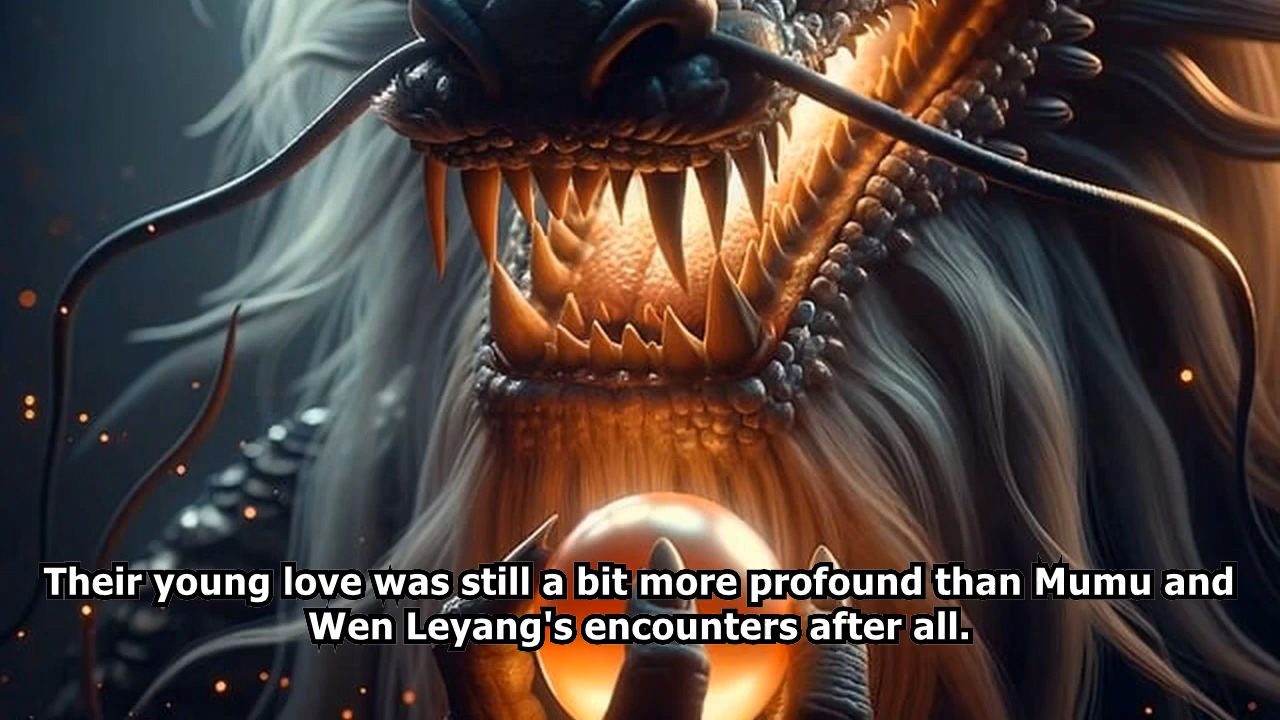 Their young love was still a bit more profound than Mumu and
Wen Leyang's encounters after all.